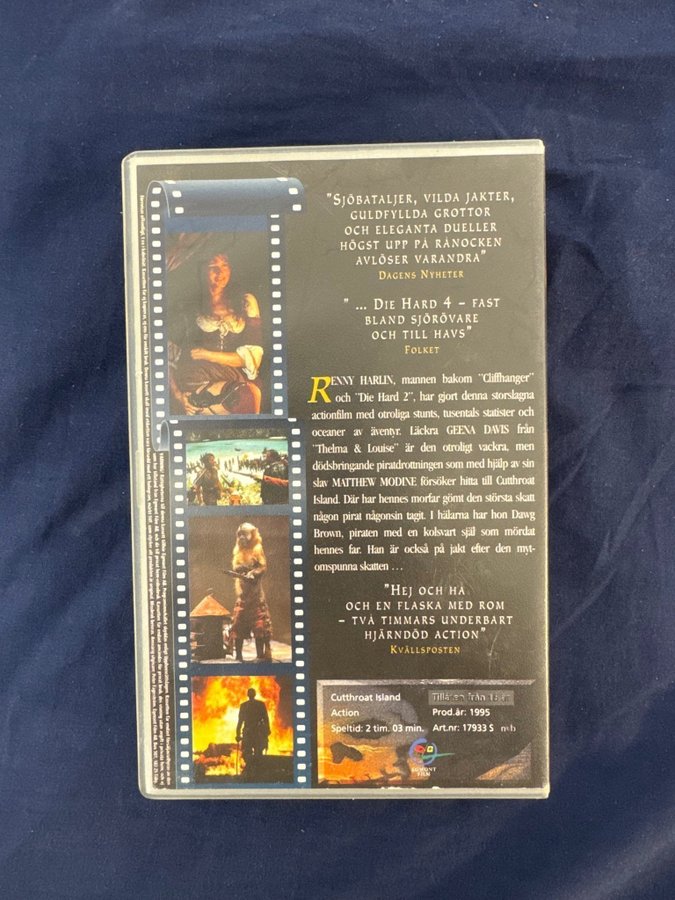 "SJÖBATALJER, VILDA JAKTER,
GULDFYLLDA GROTTOR
OCH ELEGANTA DUELLER
HÖGST UPP PÅ RÅNOCKEN
AVLÖSER VARANDRA"
DAGENS NYHETER
" ... DIE HARD 4 – FAST
BLAND SJÖRÖVARE
OCH TILL HAVS"
FOLKET
RENNY HARLIN, mannen bakom "Cliffhanger"
och "Die Hard 2", har gjort denna storslagna
actionfilm med otroliga stunts, tusentals statister och
oceaner av äventyr. Läckra GEENA DAVIS från
"Thelma & Louise" är den otroligt vackra, men
dödsbringande piratdrottningen som med hjälp av sin
slav MATTHEW MODINE försöker hitta till Cutthroat
Island. Där har hennes morfar gömt den största skatt
någon pirat någonsin tagit. I hälarna har hon Dawg
Brown, piraten med en kolsvart själ som mördat
hennes far. Han är också på jakt efter den myt-
omspunna skatten ...
"HEJ OCH HÅ
OCH EN FLASKA MED ROM
– TVÅ TIMMARS UNDERBART
HJÄRNDÖD ACTION"
KVÄLLSPOSTEN
Cutthroat Island
Tillåten från 15 år
Action
Prod.år: 1995
Speltid: 2 tim. 03 min.
Art.nr: 17933 S
EGMONT
FILM